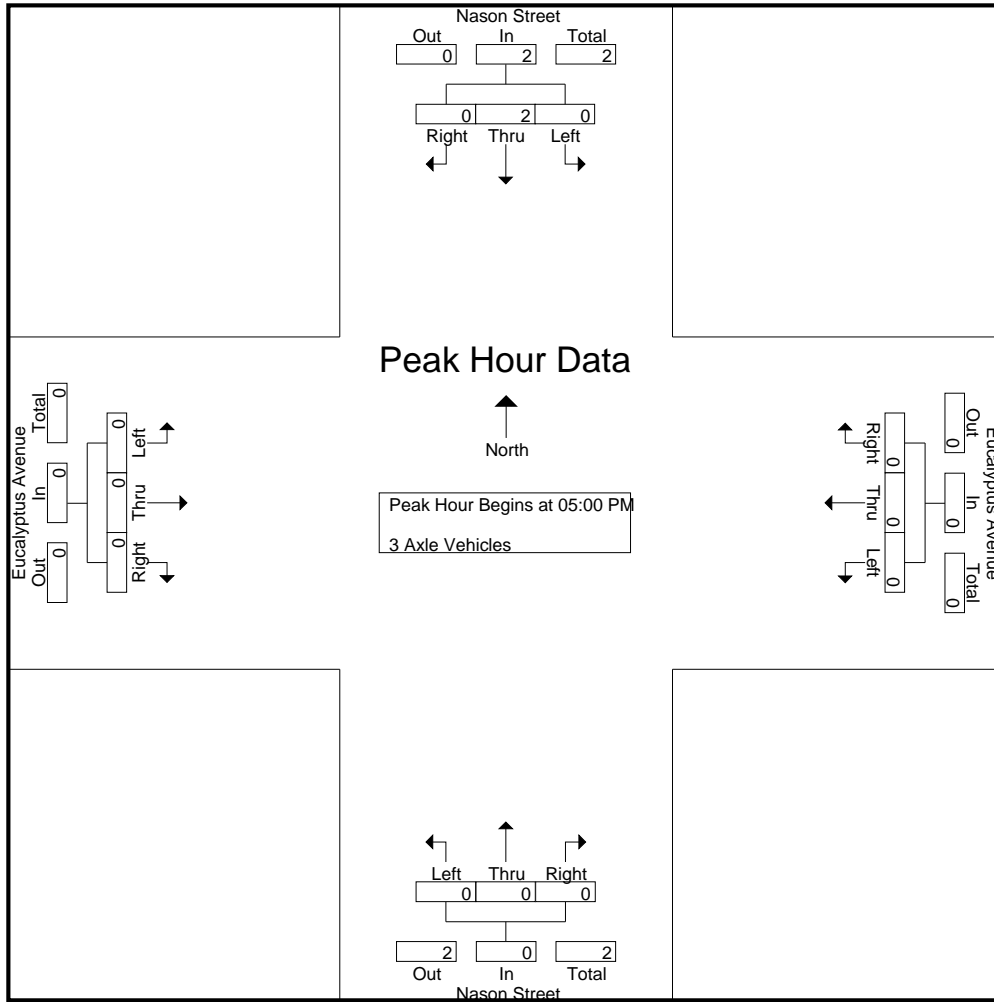 Nason Street
Out In Total
0 2 2
0 2 0
Right Thru Left
Peak Hour Data
North
Peak Hour Begins at 05:00 PM
3 Axle Vehicles
Eucalyptus Avenue
Out In Total
0 0 0
0 0 0
Right Thru Left
Eucalyptus Avenue
Out In Total
0 0 0
0 0 0
Right Thru Left
Left Thru Right
0 0 0
2 0 2
Out In Total
Nason Street